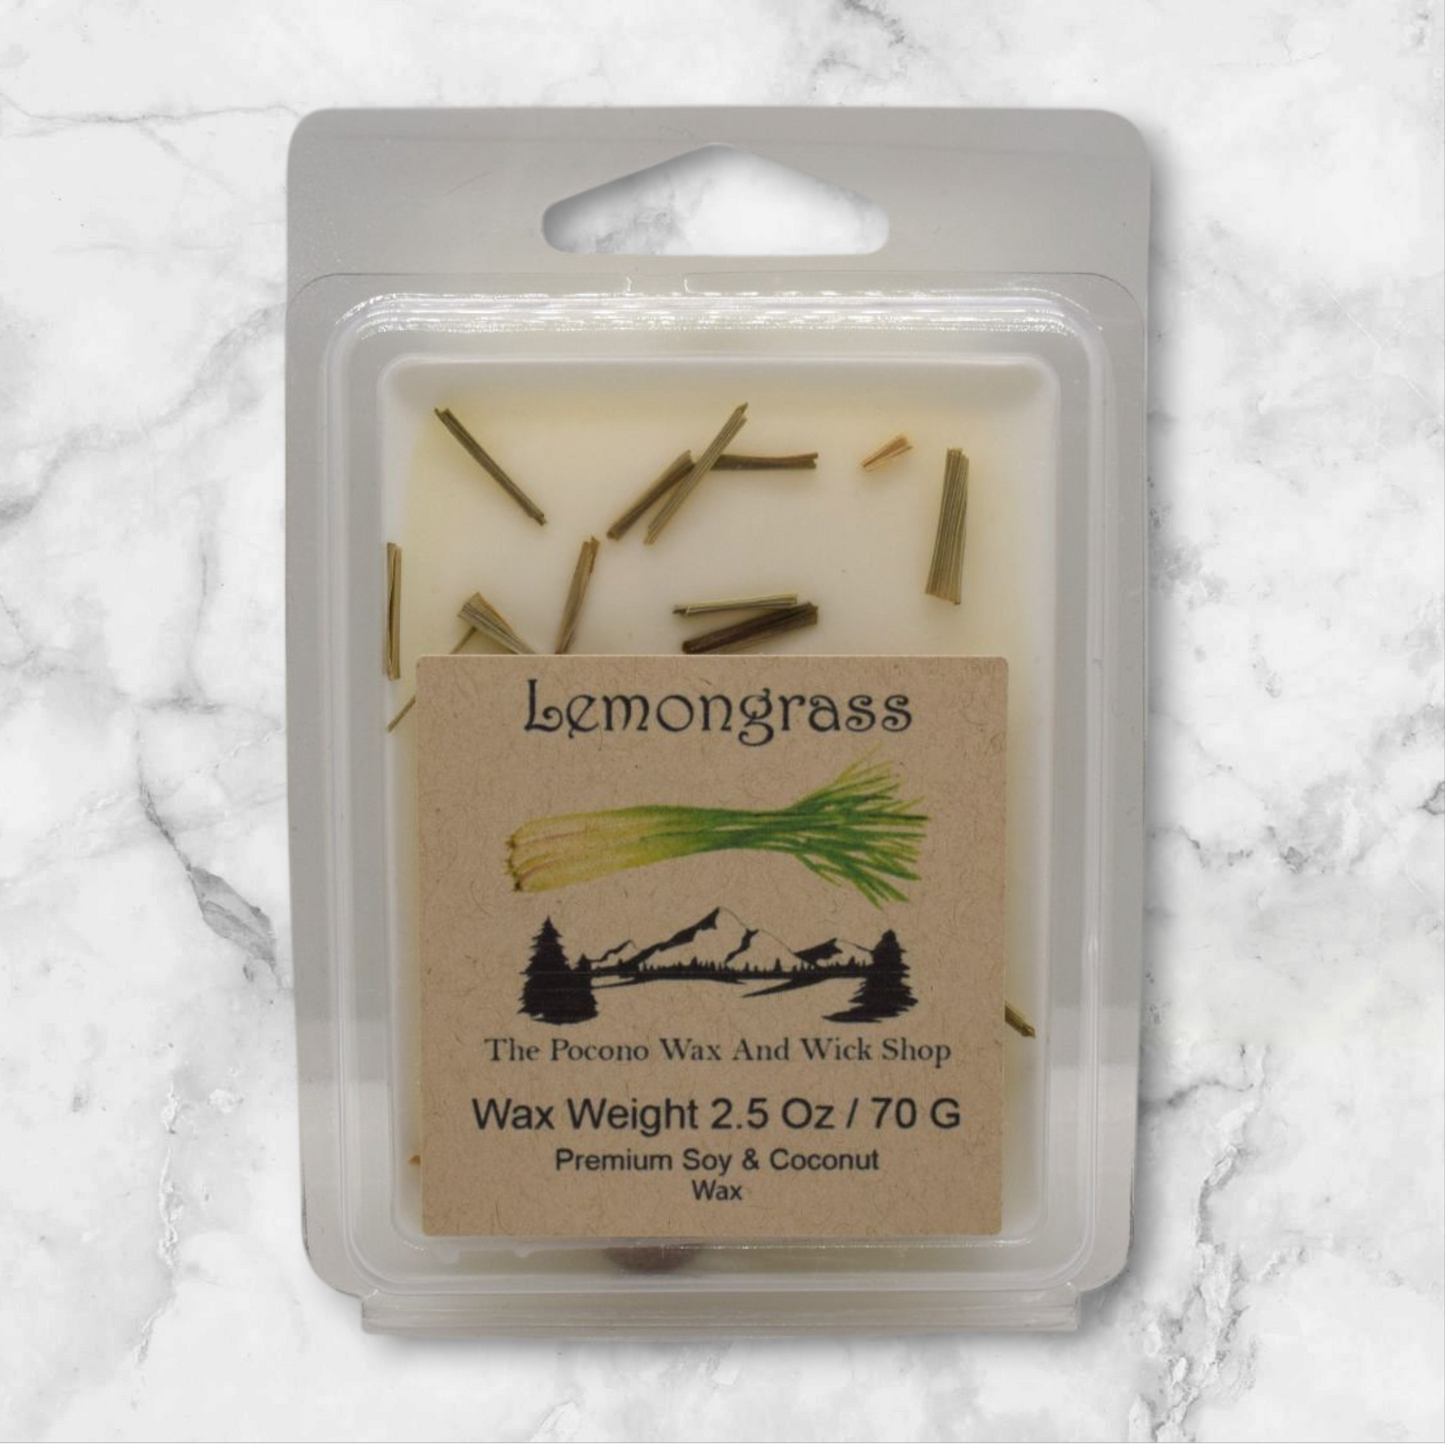 Lemongrass
The Pocono Wax And Wick Shop
Wax Weight 2.5 Oz / 70 G
Premium Soy & Coconut
Wax